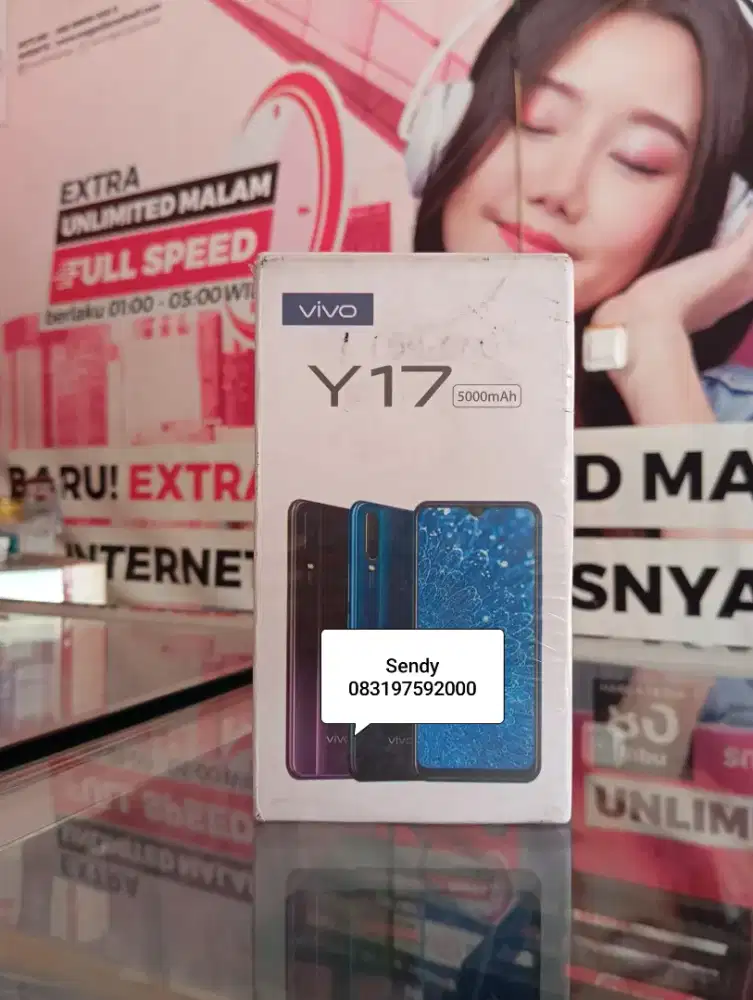 EXTRA
UNLIMITED MALAM
FULL SPEED
berlaku 01:00 - 05:00 WI
vivo
Y17
5000mAh
BARU! EXTRA
D MA
INTERNET
SNYA
Sendy
083197592000
vivo
vivo
UNLIM